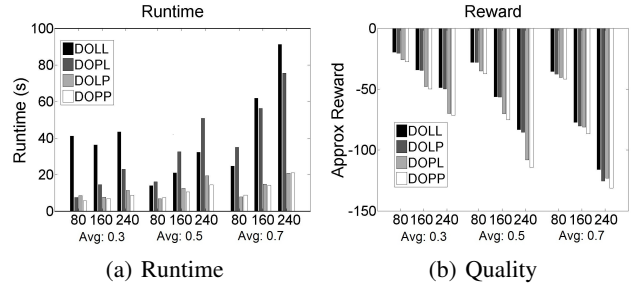 Runtime
Runtime (s)
100
80
60
40
20
0
DOLL
DOPL
DOLP
DOPP
80 160 240 80 160 240 80 160 240
Avg: 0.3 Avg: 0.5 Avg: 0.7
(a) Runtime
Reward
Approx Reward
0
-50
-100
-150
DOLL
DOLP
DOPL
DOPP
80 160 240 80 160 240 80 160 240
Avg: 0.3 Avg: 0.5 Avg: 0.7
(b) Quality